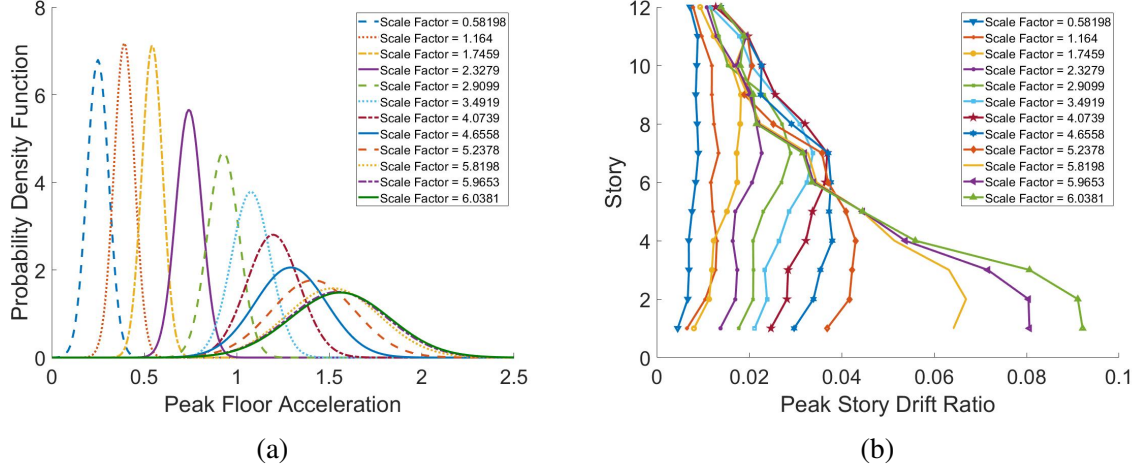 8
6
4
2
0
Probability Density Function
0
0.5
1
1.5
2
2.5
Peak Floor Acceleration
Scale Factor = 0.58198
Scale Factor = 1.164
Scale Factor = 1.7459
Scale Factor = 2.3279
Scale Factor = 2.9099
Scale Factor = 3.4919
Scale Factor = 4.0739
Scale Factor = 4.6558
Scale Factor = 5.2378
Scale Factor = 5.8198
Scale Factor = 5.9653
Scale Factor = 6.0381
(a)
12
10
8
6
4
2
0
Story
0
0.02
0.04
0.06
0.08
0.1
Peak Story Drift Ratio
Scale Factor = 0.58198
Scale Factor = 1.164
Scale Factor = 1.7459
Scale Factor = 2.3279
Scale Factor = 2.9099
Scale Factor = 3.4919
Scale Factor = 4.0739
Scale Factor = 4.6558
Scale Factor = 5.2378
Scale Factor = 5.8198
Scale Factor = 5.9653
Scale Factor = 6.0381
(b)